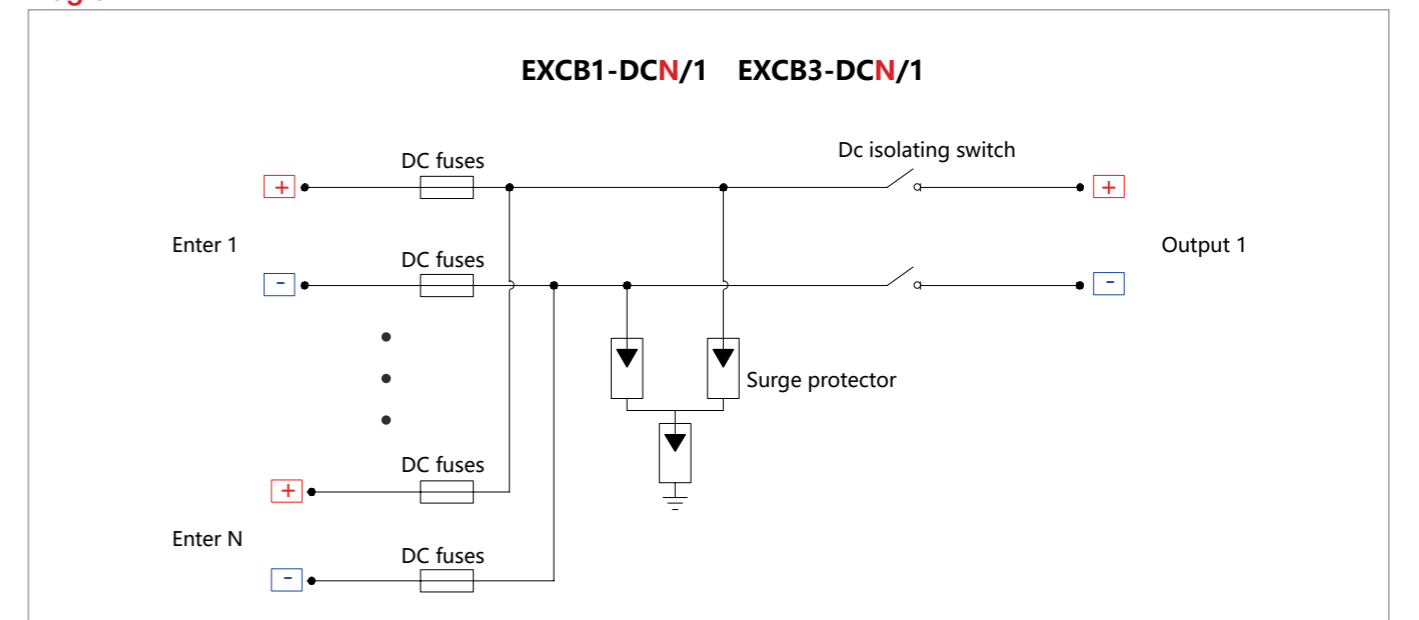 EXCB1-DCN/1 EXCB3-DCN/1
DC fuses
Dc isolating switch
+
+
Enter 1
Output 1
DC fuses
-
-
Surge protector
DC fuses
+
Enter N
DC fuses
-